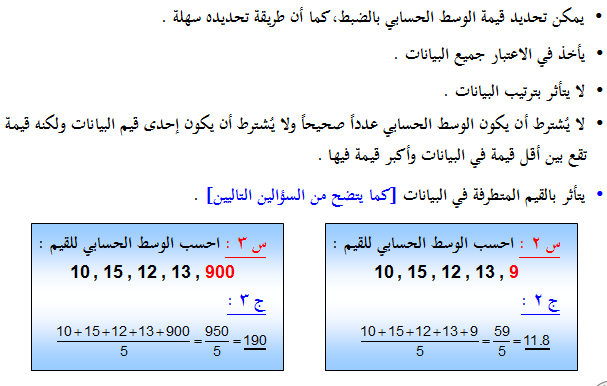 • يمكن تحديد قيمة الوسط الحسابي بالضبط، كما أن طريقة تحديده سهلة .
• يأخذ في الاعتبار جميع البيانات .
• لا يتأثر بترتيب البيانات .
• لا يُشترط أن يكون الوسط الحسابي عدداً صحيحاً ولا يُشترط أن يكون إحدى قيم البيانات ولكنه قيمة
تقع بين أقل قيمة في البيانات وأكبر قيمة فيها .
• يتأثر بالقيم المتطرفة في البيانات [كما يتضح من السؤالين التاليين] .
س ٢ : احسب الوسط الحسابي للقيم :
10 , 15 , 12 , 13 , 9
ج ٢ :
(10+15+12+13+9)/5 = 59/5 = 11.8
س ٣ : احسب الوسط الحسابي للقيم :
10 , 15 , 12 , 13 , 900
ج ٣ :
(10+15+12+13+900)/5 = 950/5 = 190